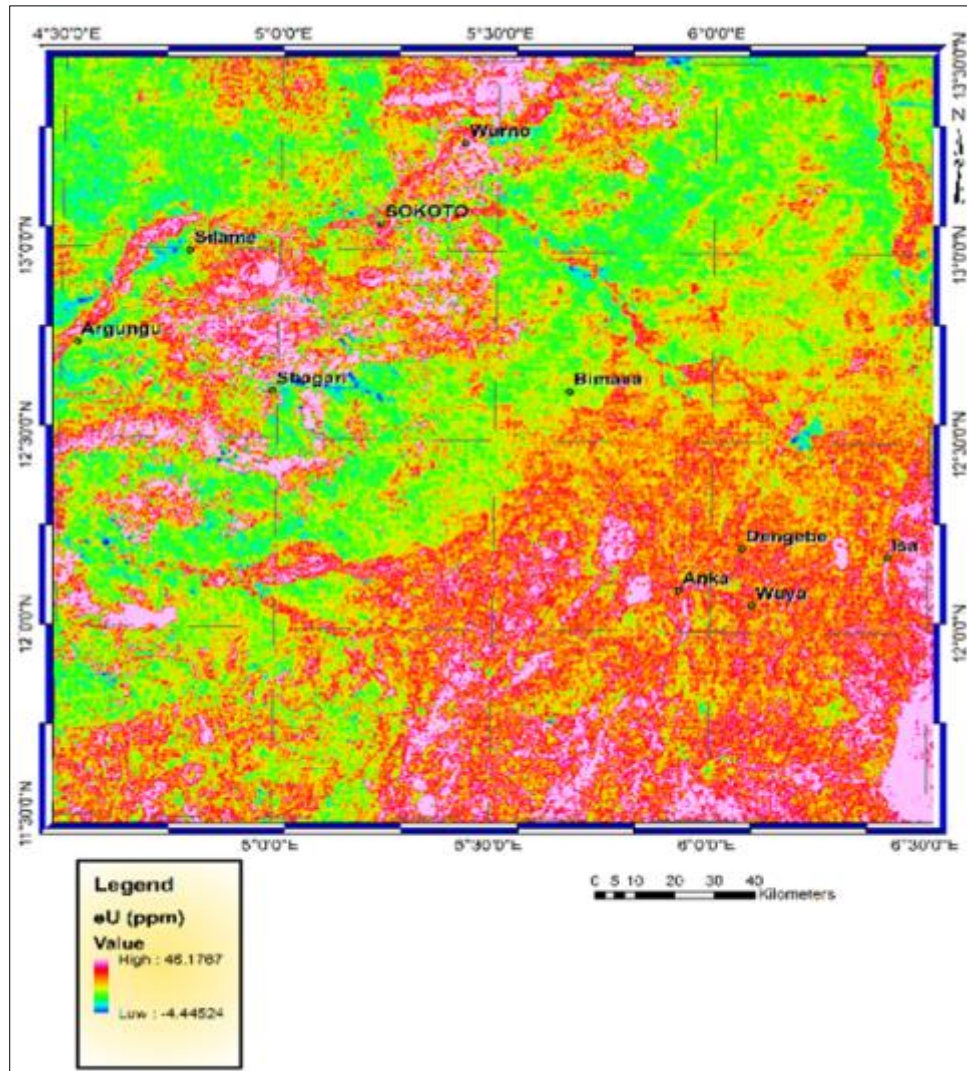 4°30'0"E 5°0'0"E 5°30'0"E 6°0'0"E
13°30'0"N
Wurno
SOKOTO
Silame
13°0'0"N 13°0'0"N
Argungu
Shagari Bimasa
12°30'0"N 12°30'0"N
Dengebe
Isa
Anka
Wuya
12°0'0"N 12°0'0"N
11°30'0"N
5°0'0"E 5°30'0"E 6°0'0"E 6°30'0"E
0 5 10 20 30 40
Kilometers
Legend
eU (ppm)
Value
High : 46.1767
Low : -4.44524